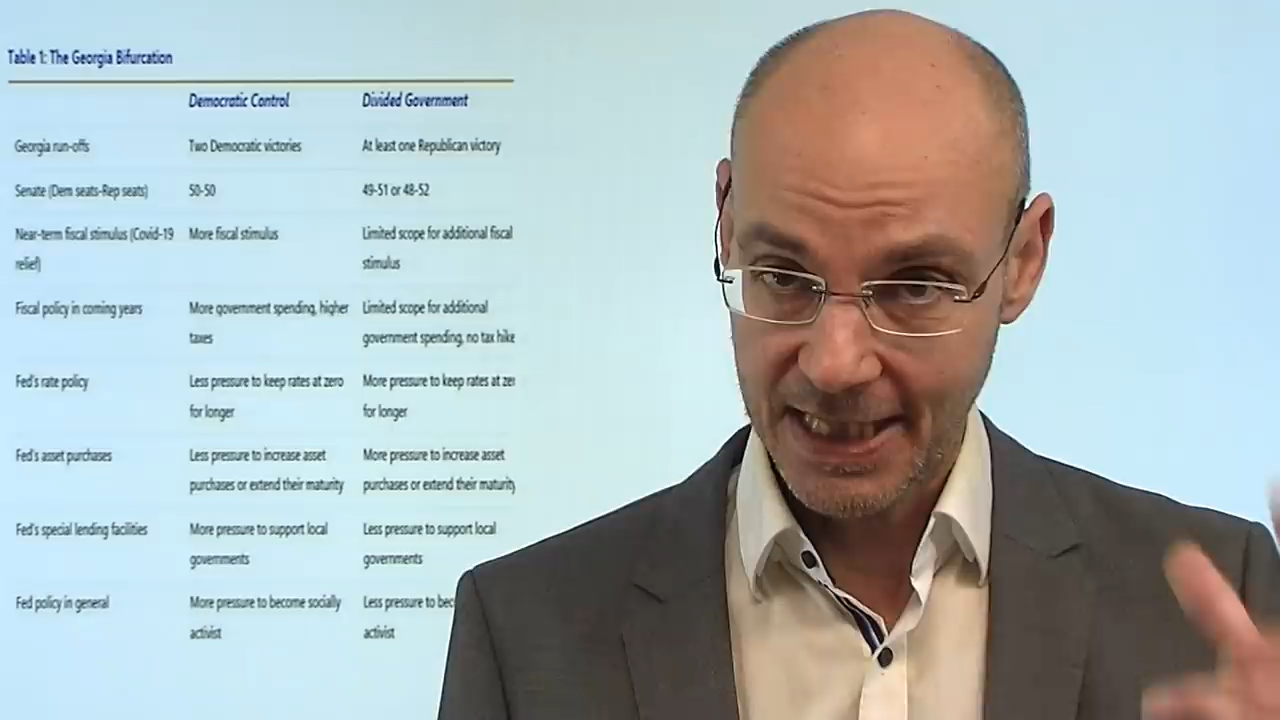 Table 1: The Georgia Bifurcation
Democratic Control Divided Government
Georgia run-offs Two Democratic victories At least one Republican victory
Senate (Dem seats-Rep seats) 50-50 49-51 or 48-52
Near-term fiscal stimulus (Covid-19 More fiscal stimulus Limited scope for additional fiscal
relief) stimulus
Fiscal policy in coming years More government spending, higher Limited scope for additional
taxes government spending, no tax hike
Fed's rate policy Less pressure to keep rates at zero More pressure to keep rates at
for longer for longer
Fed's asset purchases Less pressure to increase asset More pressure to increase asset
purchases or extend their maturity purchases or extend their maturity
Fed's special lending facilities More pressure to support local Less pressure to support local
governments governments
Fed policy in general More pressure to become socially Less pressure to
activist activist